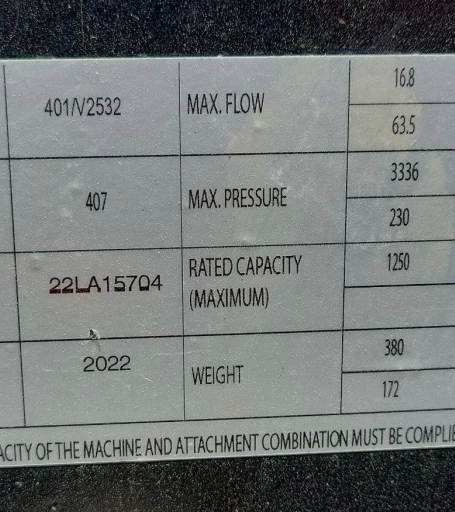 401/V2532 MAX. FLOW 16.8
63.5
407 MAX. PRESSURE 3336
230
22LA15704 RATED CAPACITY 1250
(MAXIMUM)
2022 WEIGHT 380
172
ACITY OF THE MACHINE AND ATTACHMENT COMBINATION MUST BE COMPLIE